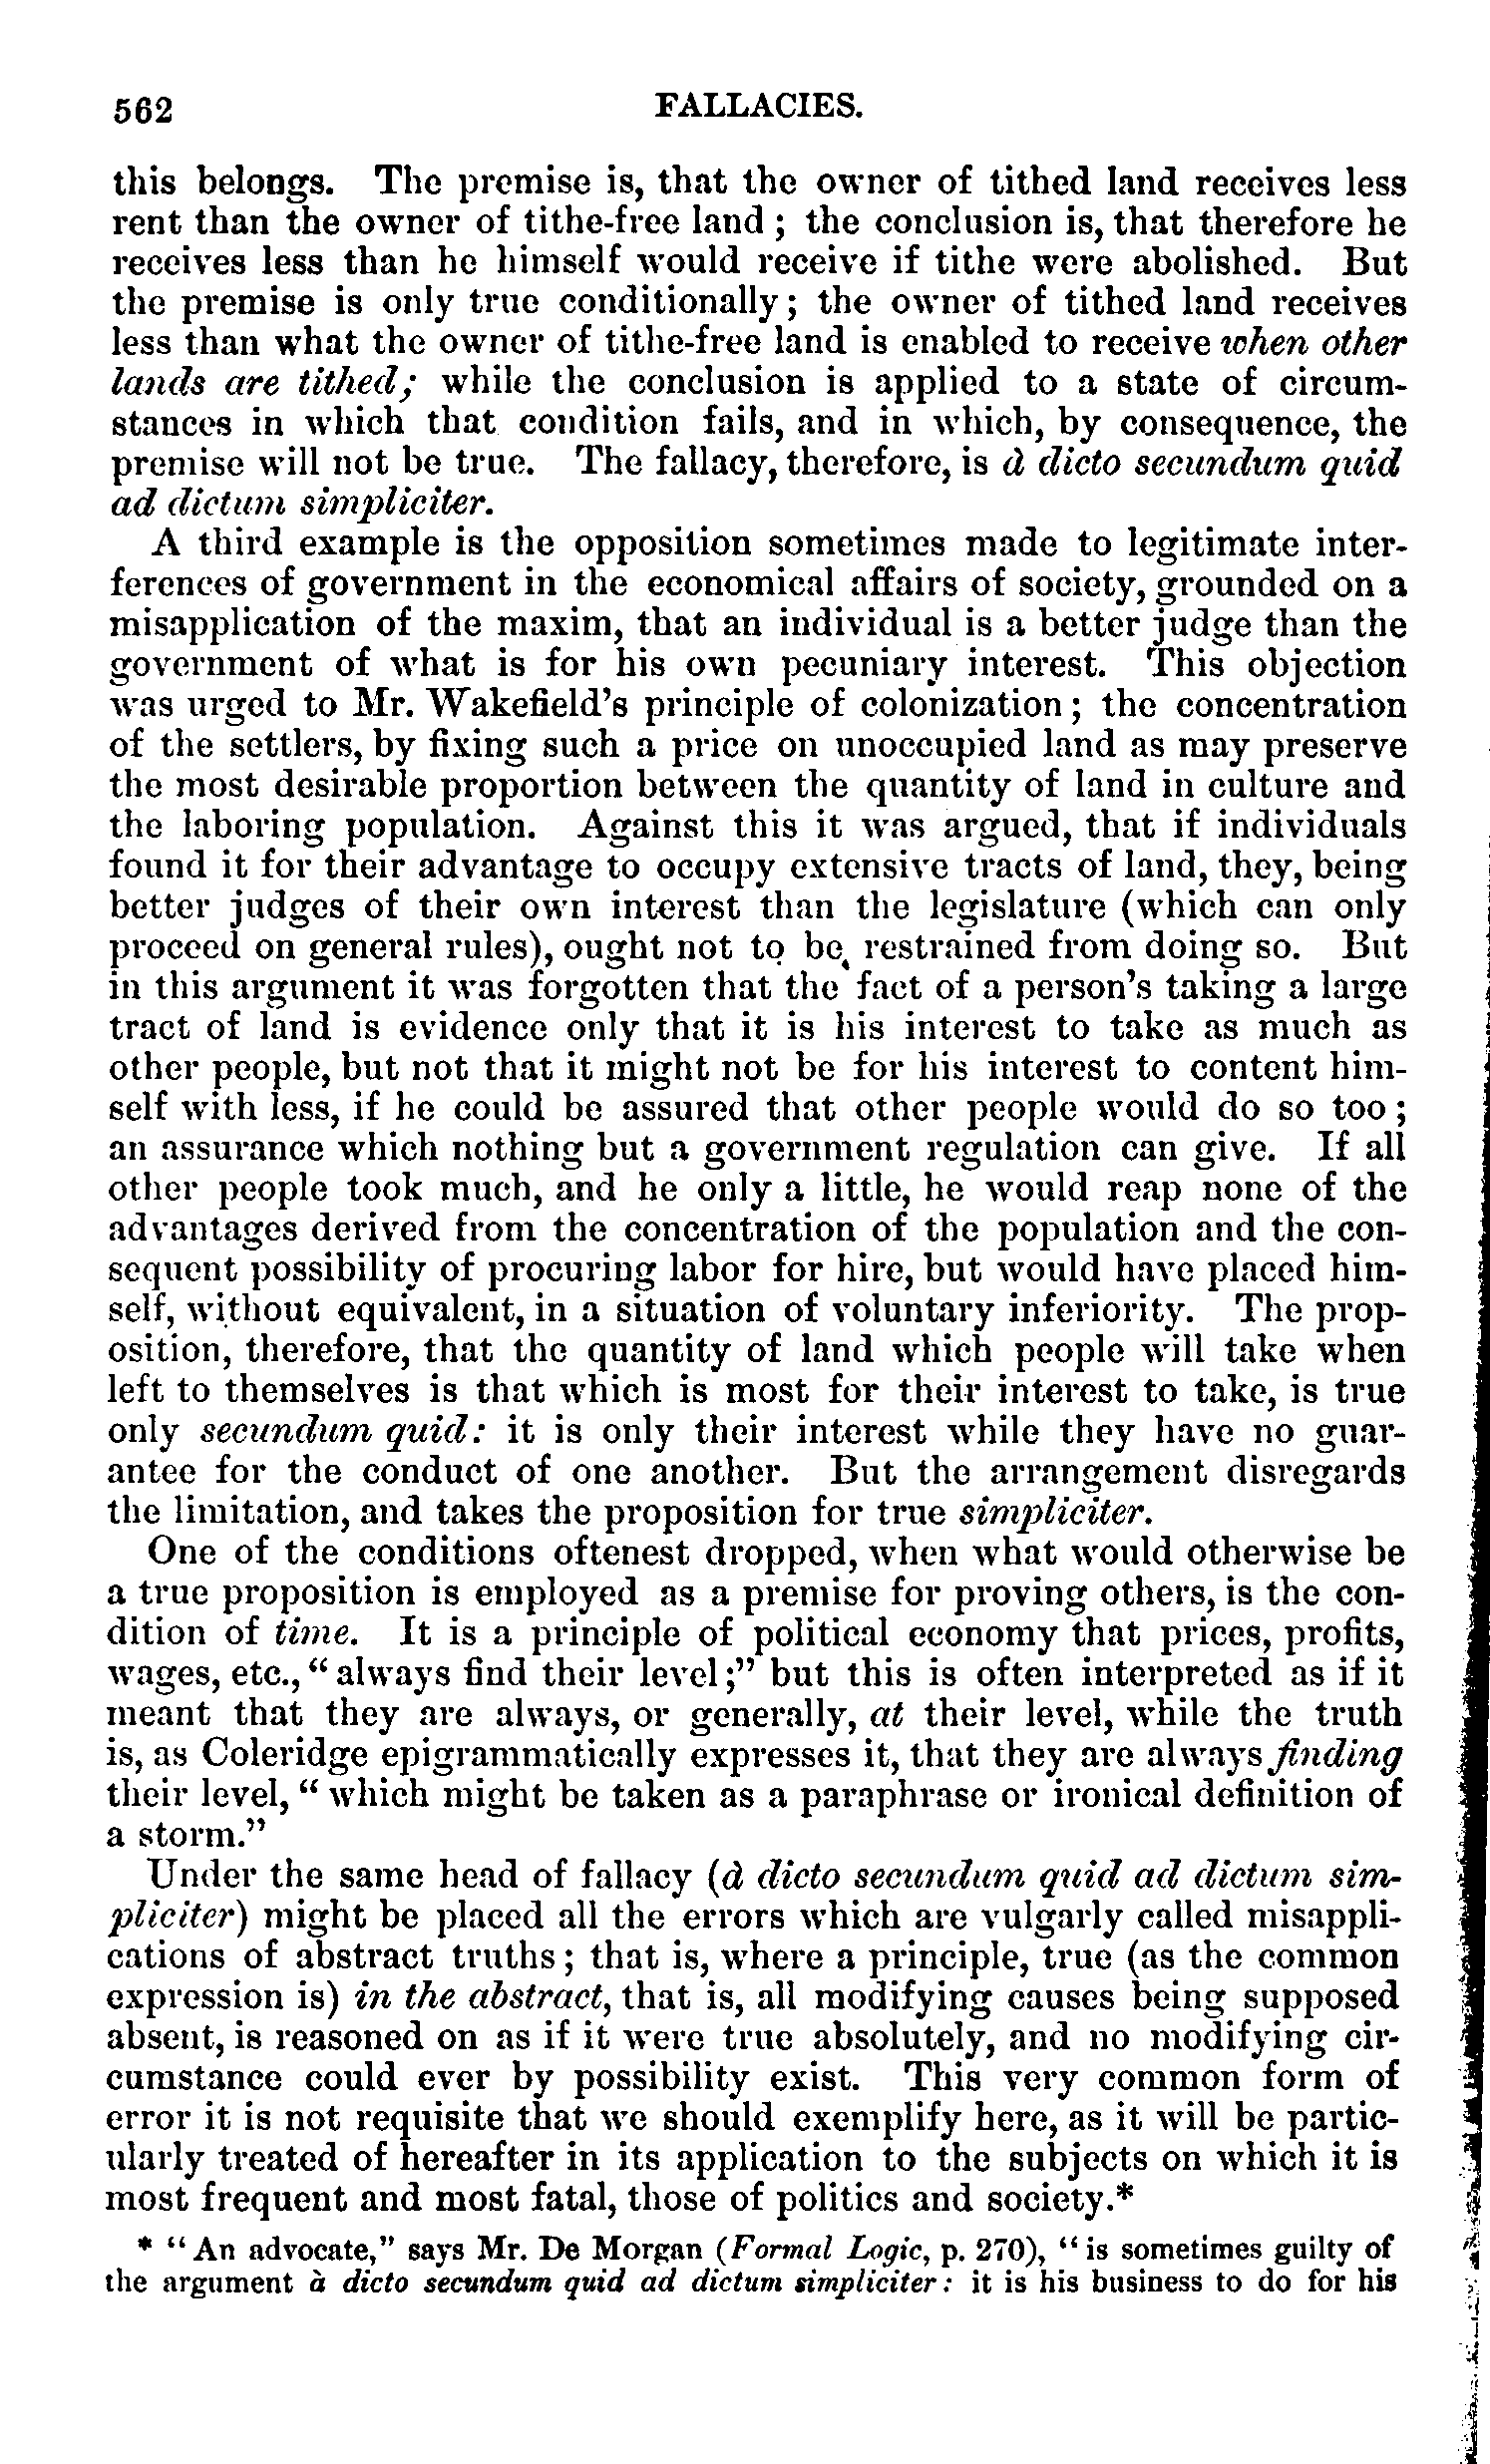 562 FALLACIES.
this belongs. The premise is, that the owner of tithed land receives less
rent than the owner of tithe-free land ; the conclusion is, that therefore he
receives less than he himself would receive if tithe were abolished. But
the premise is only true conditionally; the owner of tithed land receives
less than what the owner of tithe-free land is enabled to receive when other
lands are tithed; while the conclusion is applied to a state of circum-
stances in which that condition fails, and in which, by consequence, the
premise will not be true. The fallacy, therefore, is à dicto secundum quid
ad dictum simpliciter.
A third example is the opposition sometimes made to legitimate inter-
ferences of government in the economical affairs of society, grounded on a
misapplication of the maxim, that an individual is a better judge than the
government of what is for his own pecuniary interest. This objection
was urged to Mr. Wakefield's principle of colonization; the concentration
of the settlers, by fixing such a price on unoccupied land as may preserve
the most desirable proportion between the quantity of land in culture and
the laboring population. Against this it was argued, that if individuals
found it for their advantage to occupy extensive tracts of land, they, being
better judges of their own interest than the legislature (which can only
proceed on general rules), ought not to be restrained from doing so. But
in this argument it was forgotten that the fact of a person's taking a large
tract of land is evidence only that it is his interest to take as much as
other people, but not that it might not be for his interest to content him-
self with less, if he could be assured that other people would do so too;
an assurance which nothing but a government regulation can give. If all
other people took much, and he only a little, he would reap none of the
advantages derived from the concentration of the population and the con-
sequent possibility of procuring labor for hire, but would have placed him-
self, without equivalent, in a situation of voluntary inferiority. The prop-
osition, therefore, that the quantity of land which people will take when
left to themselves is that which is most for their interest to take, is true
only secundum quid: it is only their interest while they have no guar-
antee for the conduct of one another. But the arrangement disregards
the limitation, and takes the proposition for true simpliciter.
One of the conditions oftenest dropped, when what would otherwise be
a true proposition is employed as a premise for proving others, is the con-
dition of time. It is a principle of political economy that prices, profits,
wages, etc., "always find their level;" but this is often interpreted as if it
meant that they are always, or generally, at their level, while the truth
is, as Coleridge epigrammatically expresses it, that they are always finding
their level, "which might be taken as a paraphrase or ironical definition of
a storm."
Under the same head of fallacy (à dicto secundum quid ad dictum sim-
pliciter) might be placed all the errors which are vulgarly called misappli-
cations of abstract truths; that is, where a principle, true (as the common
expression is) in the abstract, that is, all modifying causes being supposed
absent, is reasoned on as if it were true absolutely, and no modifying cir-
cumstance could ever by possibility exist. This very common form of
error it is not requisite that we should exemplify here, as it will be partic-
ularly treated of hereafter in its application to the subjects on which it is
most frequent and most fatal, those of politics and society.*
* "An advocate," says Mr. De Morgan (Formal Logic, p. 270), "is sometimes guilty of
the argument à dicto secundum quid ad dictum simpliciter: it is his business to do for his